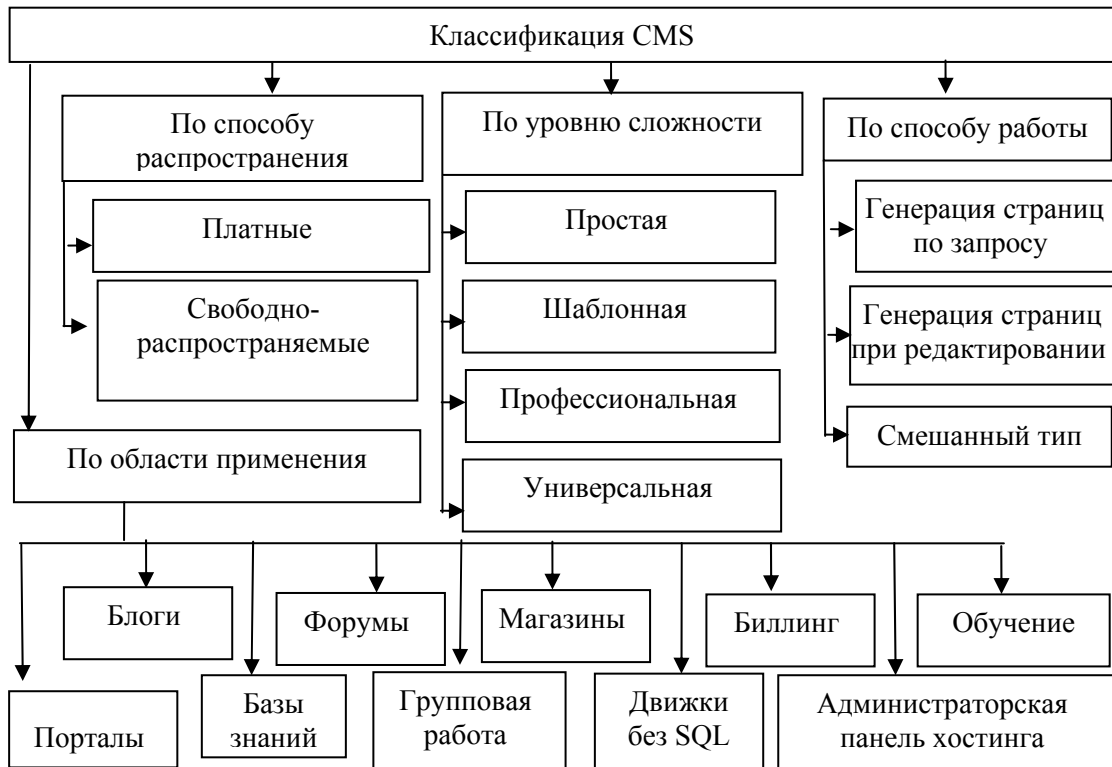 Классификация CMS
По способу
распространения
По уровню сложности
По способу работы
Платные
Простая
Генерация страниц
по запросу
Свободно-
распространяемые
Шаблонная
Генерация страниц
при редактировании
Профессиональная
Смешанный тип
По области применения
Универсальная
Блоги
Форумы
Магазины
Биллинг
Обучение
Порталы
Базы
знаний
Групповая
работа
Движки
без SQL
Администраторская
панель хостинга